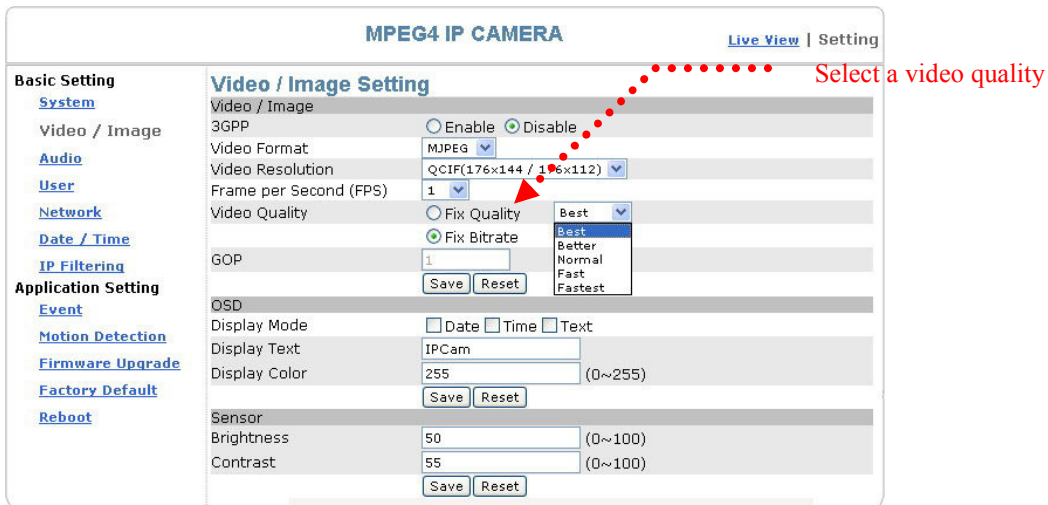 MPEG4 IP CAMERA
Live View | Setting
Select a video quality
Basic Setting
System
Video / Image
Audio
User
Network
Date / Time
IP Filtering
Application Setting
Event
Motion Detection
Firmware Upgrade
Factory Default
Reboot
Video / Image Setting
Video / Image
3GPP Enable Disable
Video Format MJPEG
Video Resolution QCIF(176x144 / 176x112)
Frame per Second (FPS) 1
Video Quality Fix Quality Best
Fix Bitrate
Best
Better
Normal
Fast
Fastest
GOP 1
Save Reset
OSD
Display Mode Date Time Text
Display Text IPCam
Display Color 255 (0~255)
Save Reset
Sensor
Brightness 50 (0~100)
Contrast 55 (0~100)
Save Reset